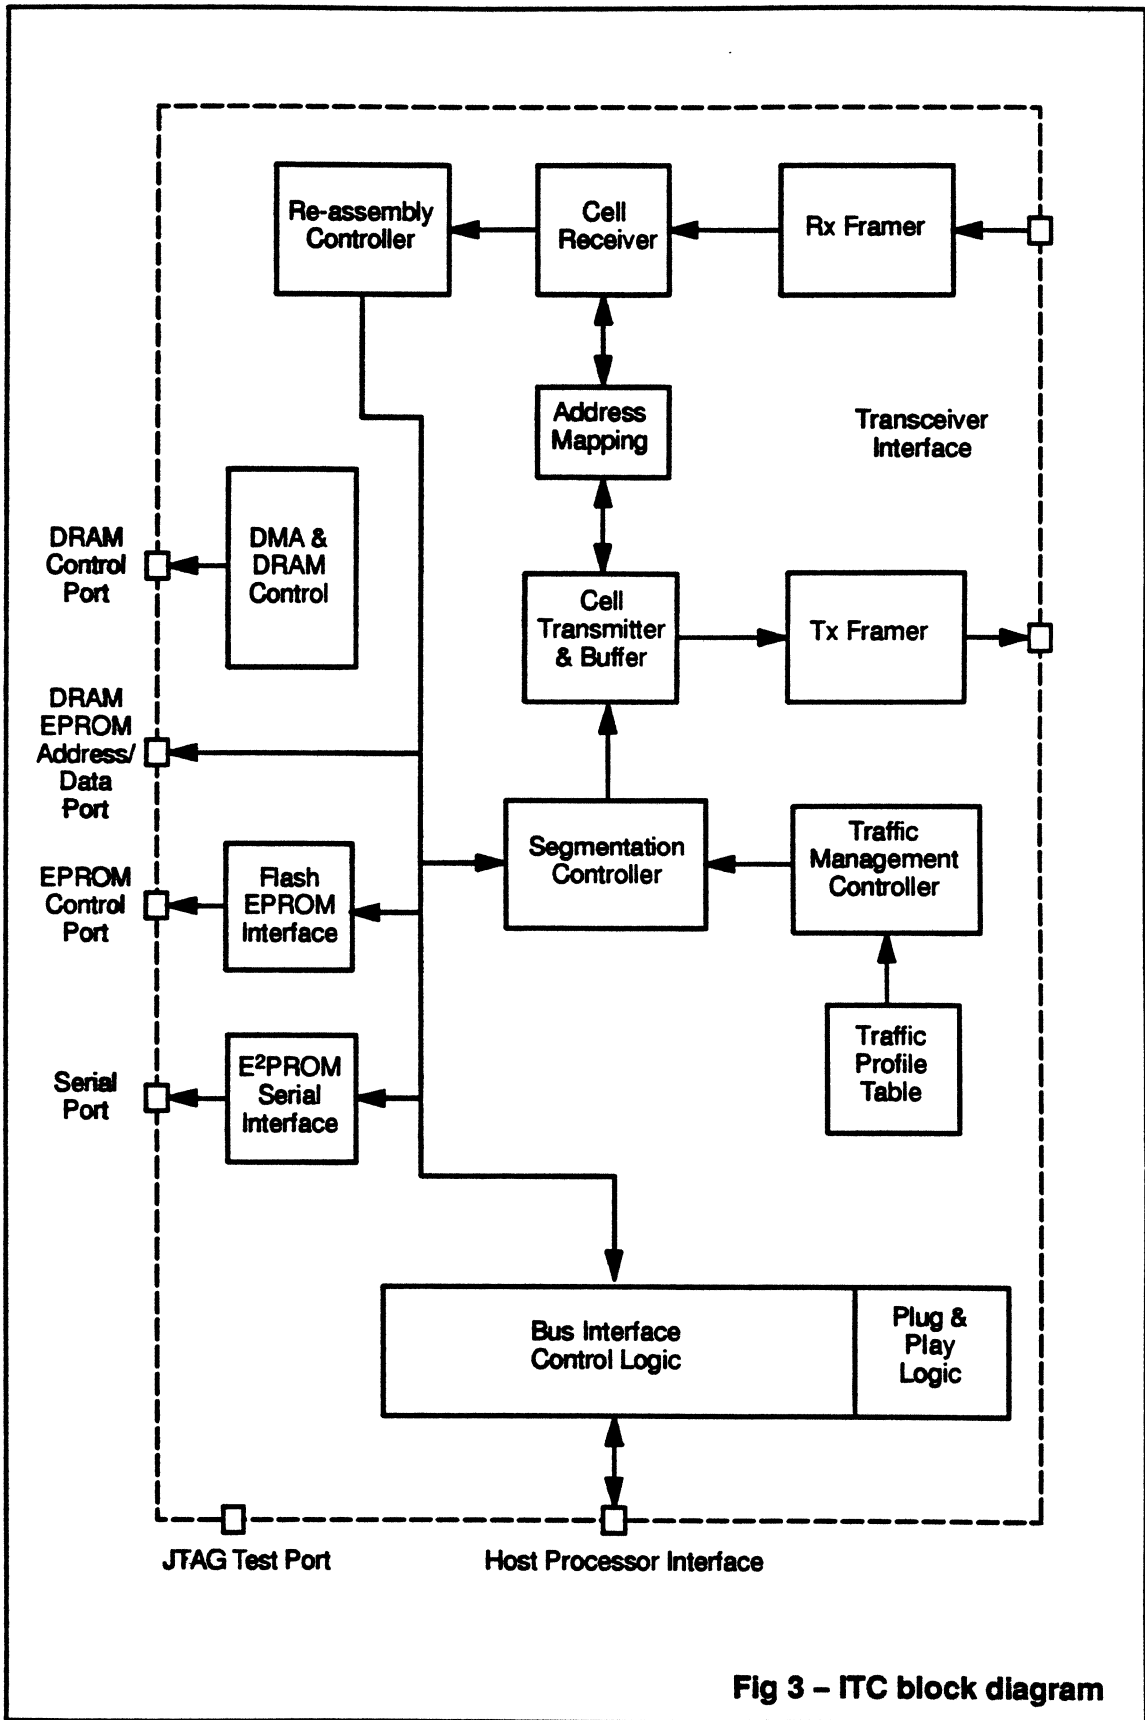 Re-assembly
Controller
Cell
Receiver
Rx Framer
Address
Mapping
Transceiver
Interface
DRAM
Control
Port
DMA &
DRAM
Control
Cell
Transmitter
& Buffer
Tx Framer
DRAM
EPROM
Address/
Data
Port
Segmentation
Controller
Traffic
Management
Controller
EPROM
Control
Port
Flash
EPROM
Interface
Traffic
Profile
Table
Serial
Port
E²PROM
Serial
Interface
Bus Interface
Control Logic
Plug &
Play
Logic
JTAG Test Port
Host Processor Interface
Fig 3 – ITC block diagram